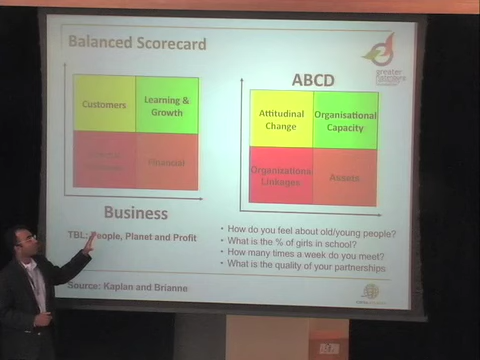 Balanced Scorecard
greater
ABCD
Customers
Learning &
Growth
Financial
Attitudinal
Change
Organisational
Capacity
Organizations
Linkages
Assets
Business
TBL: People, Planet and Profit
• How do you feel about old/young people?
• What is the % of girls in school?
• How many times a week do you meet?
• What is the quality of your partnerships
Source: Kaplan and Brianne